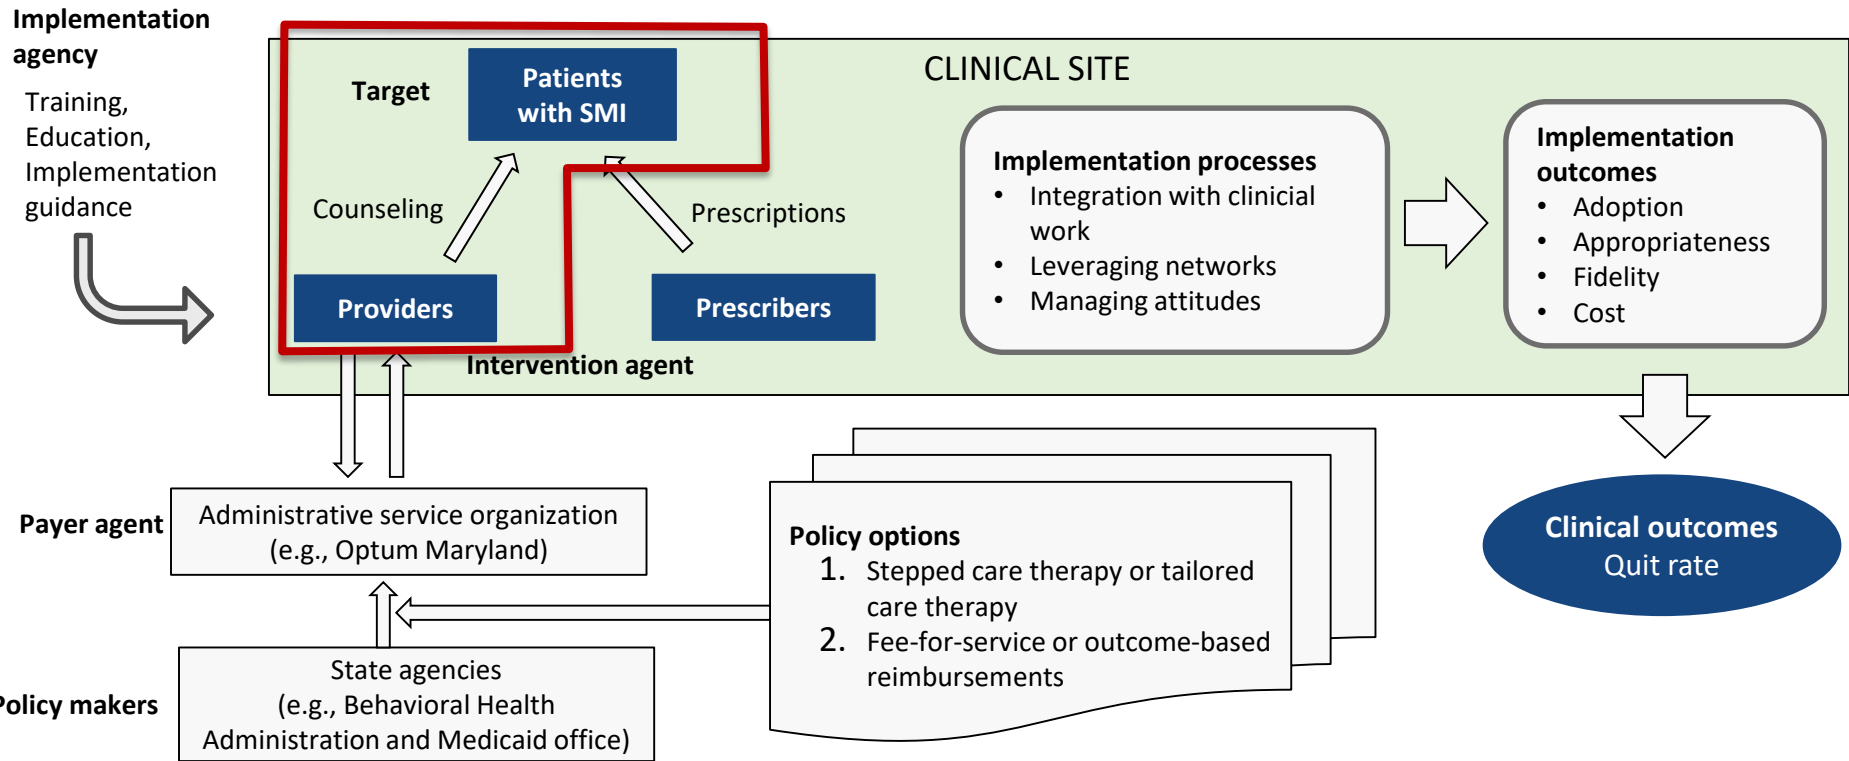 Implementation
agency
Training,
Education,
Implementation
guidance
CLINICAL SITE
Target
Patients
with SMI
Counseling
Prescriptions
Providers
Prescribers
Intervention agent
Implementation processes
• Integration with clinicial
work
• Leveraging networks
• Managing attitudes
Implementation
outcomes
• Adoption
• Appropriateness
• Fidelity
• Cost
Payer agent
Administrative service organization
(e.g., Optum Maryland)
Policy options
1. Stepped care therapy or tailored
care therapy
2. Fee-for-service or outcome-based
reimbursements
Clinical outcomes
Quit rate
Policy makers
State agencies
(e.g., Behavioral Health
Administration and Medicaid office)